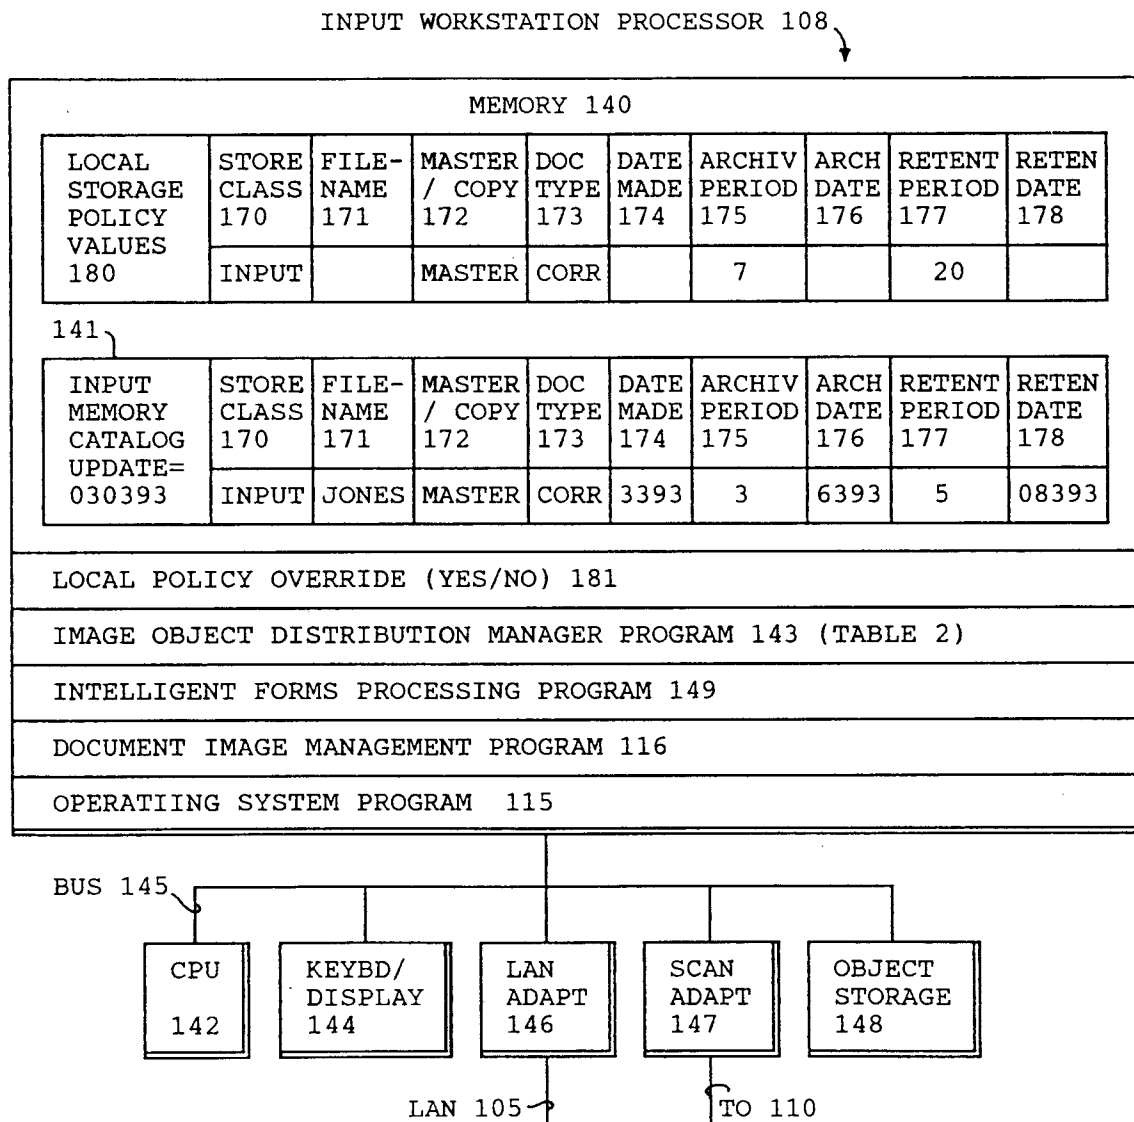 INPUT WORKSTATION PROCESSOR 108
MEMORY 140
LOCAL STORAGE POLICY VALUES 180
STORE CLASS 170
FILE-NAME 171
MASTER / COPY 172
DOC TYPE 173
DATE MADE 174
ARCHIV PERIOD 175
ARCH DATE 176
RETENT PERIOD 177
RETEN DATE 178
INPUT MASTER CORR 7 20
141
INPUT MEMORY CATALOG UPDATE= 030393
STORE CLASS 170
FILE-NAME 171
MASTER / COPY 172
DOC TYPE 173
DATE MADE 174
ARCHIV PERIOD 175
ARCH DATE 176
RETENT PERIOD 177
RETEN DATE 178
INPUT JONES MASTER CORR 3393 3 6393 5 08393
LOCAL POLICY OVERRIDE (YES/NO) 181
IMAGE OBJECT DISTRIBUTION MANAGER PROGRAM 143 (TABLE 2)
INTELLIGENT FORMS PROCESSING PROGRAM 149
DOCUMENT IMAGE MANAGEMENT PROGRAM 116
OPERATIING SYSTEM PROGRAM 115
BUS 145
CPU 142
KEYBD/ DISPLAY 144
LAN ADAPT 146
SCAN ADAPT 147
OBJECT STORAGE 148
LAN 105
TO 110